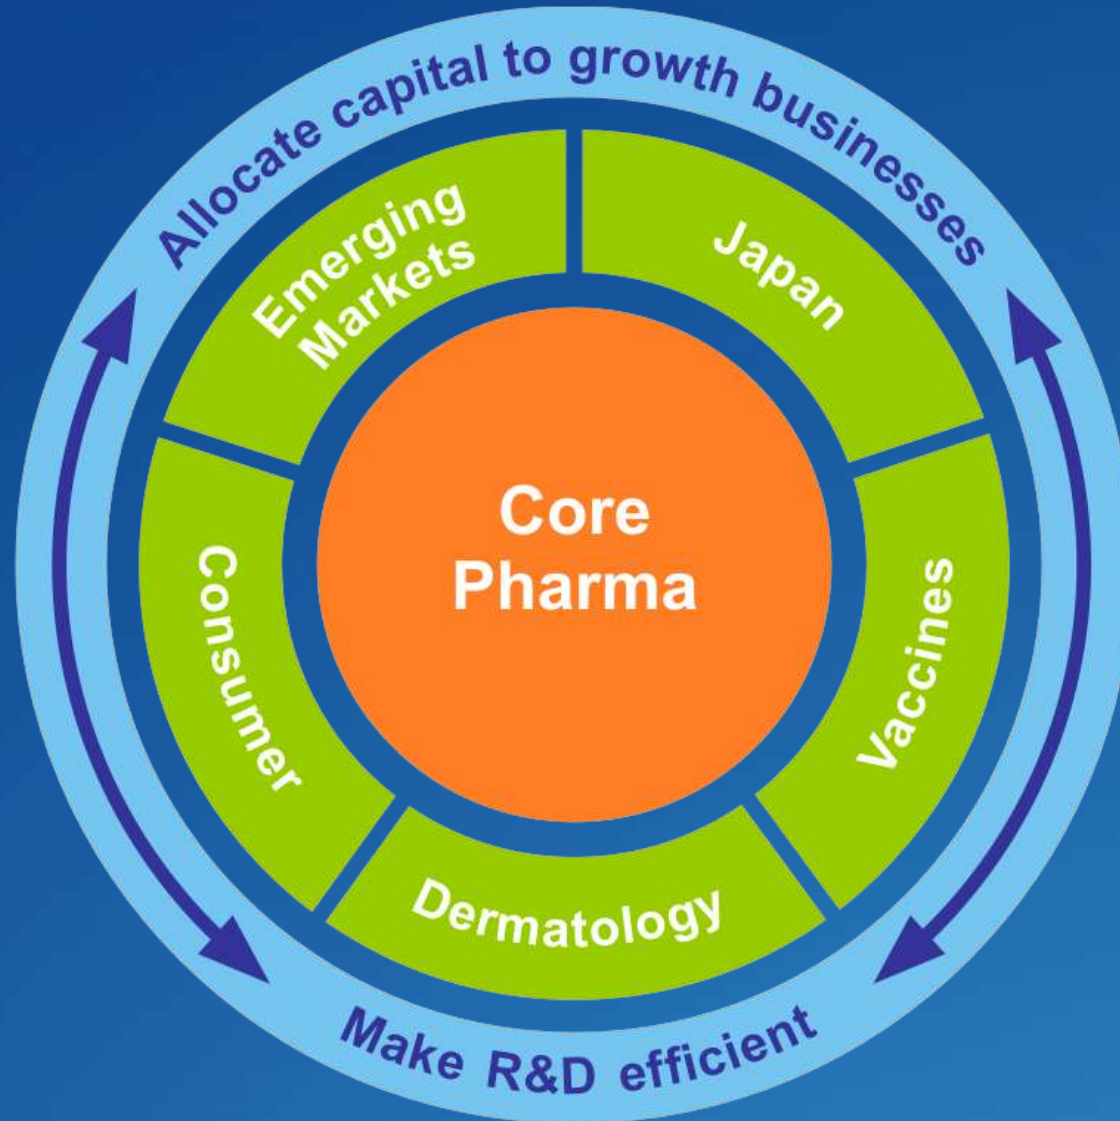 Allocate capital to growth businesses
Emerging
Markets
Japan
Core
Pharma
Consumer
Vaccines
Dermatology
Make R&D efficient